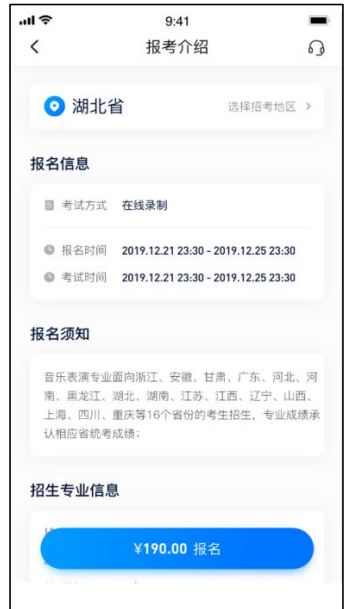 9:41
报考介绍
湖北省 选择招考地区
报名信息
考试方式 在线录制
报名时间 2019.12.21 23:30 - 2019.12.25 23:30
考试时间 2019.12.21 23:30 - 2019.12.25 23:30
报名须知
音乐表演专业面向浙江、安徽、甘肃、广东、河北、河
南、黑龙江、湖北、湖南、江苏、江西、辽宁、山西、
上海、四川、重庆等16个省份的考生招生，专业成绩承
认相应省统考成绩；
招生专业信息
¥190.00 报名